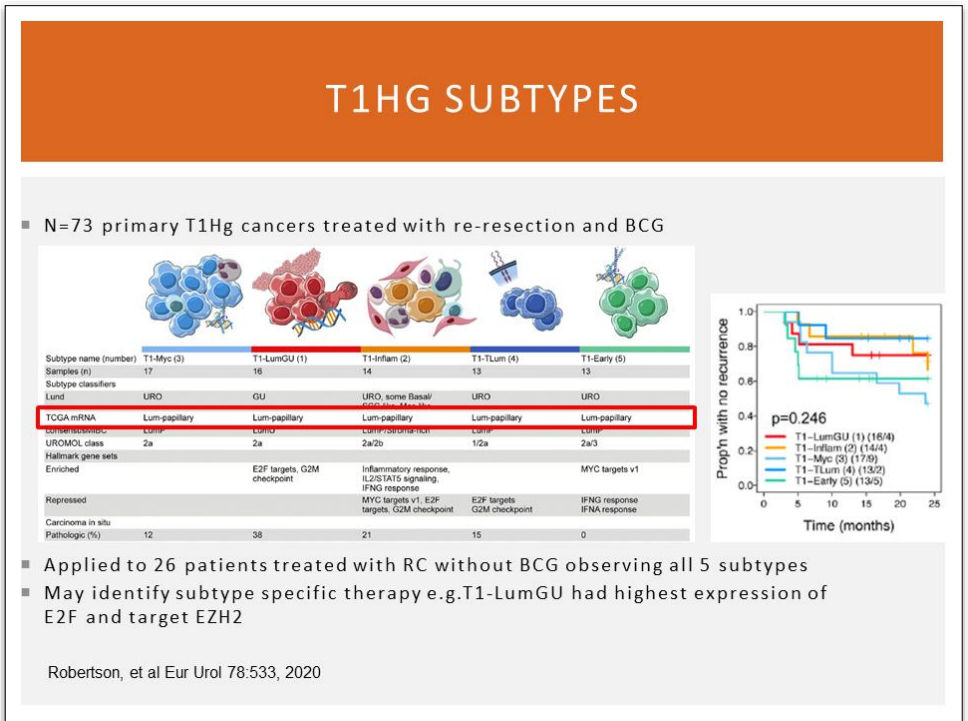 T1HG SUBTYPES
N=73 primary T1Hg cancers treated with re-resection and BCG
Subtype name (number) T1-Myc (3) T1-LumGU (1) T1-Inflam (2) T1-TLum (4) T1-Early (5)
Samples (n) 17 16 14 13 13
Subtype classifiers
Lund URO GU URO, some Basal/ URO URO
TCGA mRNA Lum-papillary Lum-papillary Lum-papillary Lum-papillary Lum-papillary
UROMOL class 2a 2a 2a/2b 1/2a 2a/3
Hallmark gene sets
Enriched E2F targets, G2M Inflammatory response, MYC targets v1
checkpoint IL2/STAT5 signaling,
IFNG response
Repressed MYC targets v1, E2F E2F targets IFNG response
targets, G2M checkpoint G2M checkpoint IFNA response
Carcinoma in situ
Pathologic (%) 12 38 21 15 0
Prop'n with no recurrence
1.0
0.8
0.6
0.4
0.2
0.0
p=0.246
T1-LumGU (1) (16/4)
T1-Inflam (2) (14/4)
T1-Myc (3) (17/9)
T1-TLum (4) (13/2)
T1-Early (5) (13/5)
0 5 10 15 20 25
Time (months)
Applied to 26 patients treated with RC without BCG observing all 5 subtypes
May identify subtype specific therapy e.g.T1-LumGU had highest expression of
E2F and target EZH2
Robertson, et al Eur Urol 78:533, 2020